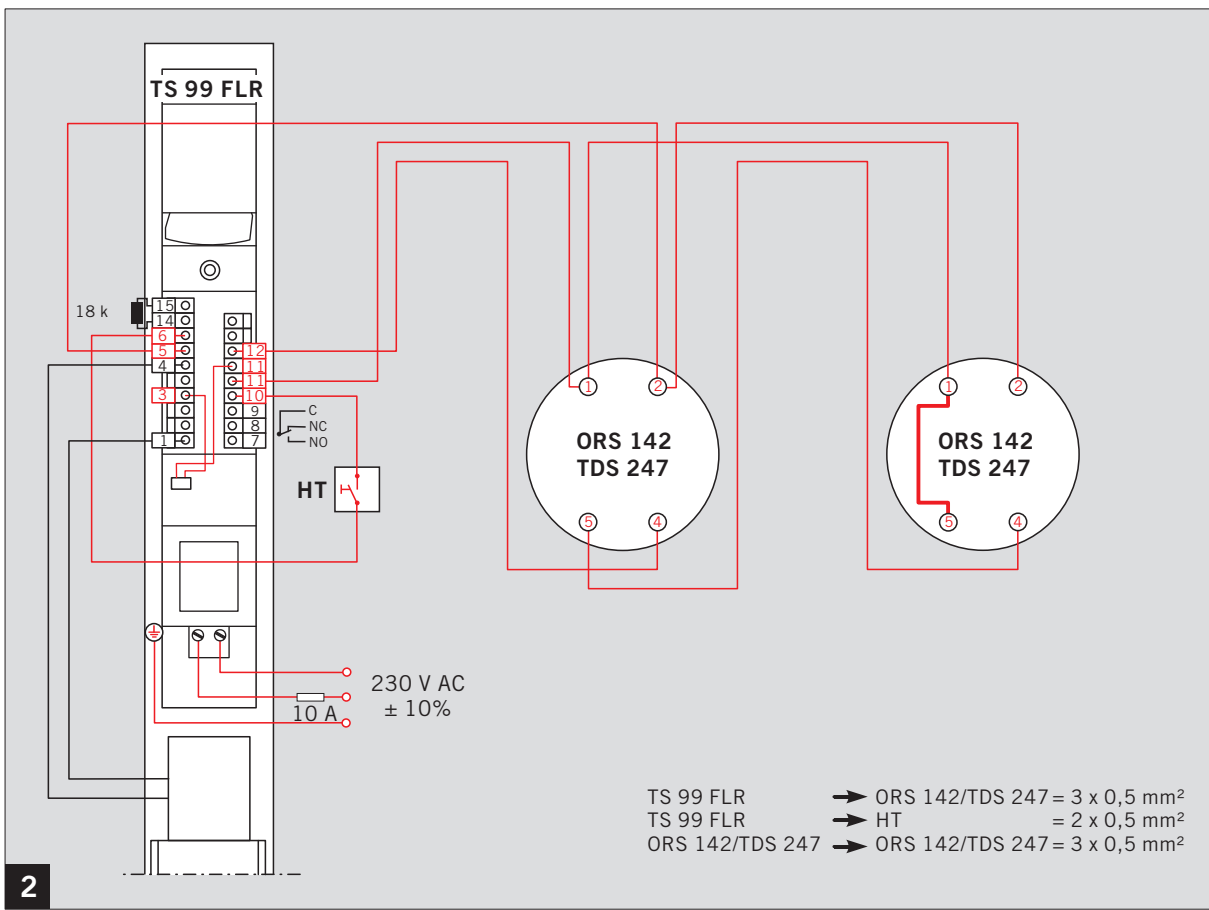 TS 99 FLR
18 k
15
14
6
5
4
3
1
12
11
11
10
9
8
7
C
NC
NO
HT
1
2
ORS 142
TDS 247
5
4
1
2
ORS 142
TDS 247
5
4
230 V AC
± 10%
10 A
TS 99 FLR → ORS 142/TDS 247 = 3 x 0,5 mm²
TS 99 FLR → HT = 2 x 0,5 mm²
ORS 142/TDS 247 → ORS 142/TDS 247 = 3 x 0,5 mm²
2